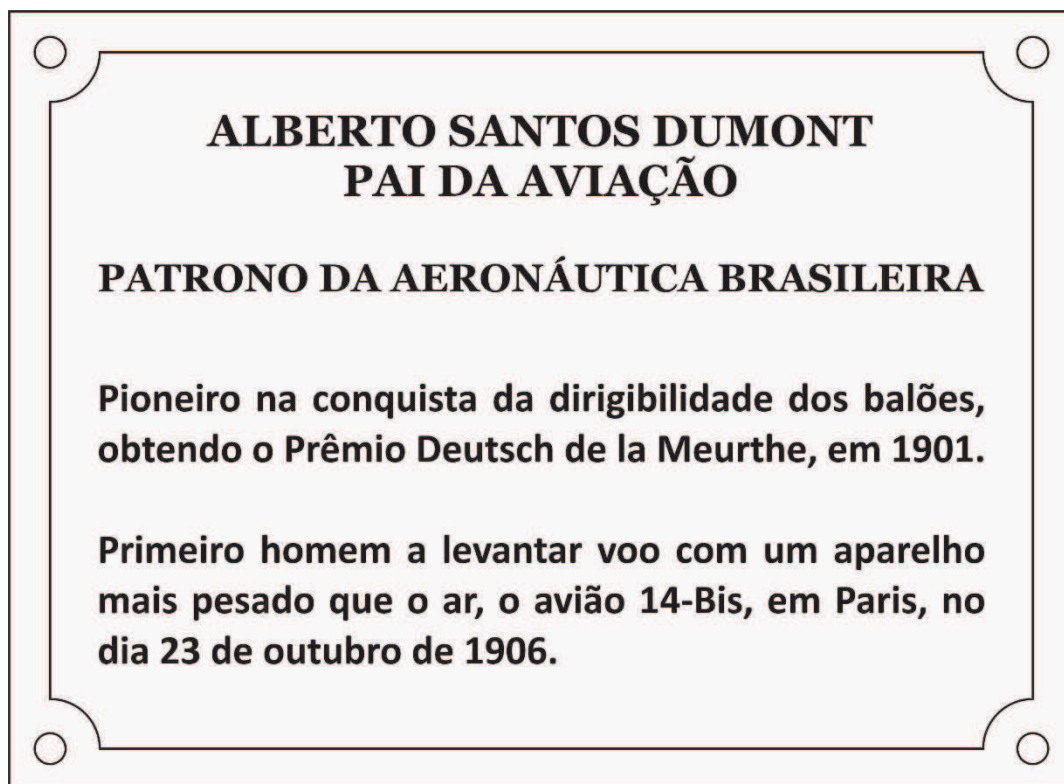 ALBERTO SANTOS DUMONT
PAI DA AVIAÇÃO
PATRONO DA AERONÁUTICA BRASILEIRA
Pioneiro na conquista da dirigibilidade dos balões,
obtendo o Prêmio Deutsch de la Meurthe, em 1901.
Primeiro homem a levantar voo com um aparelho
mais pesado que o ar, o avião 14-Bis, em Paris, no
dia 23 de outubro de 1906.